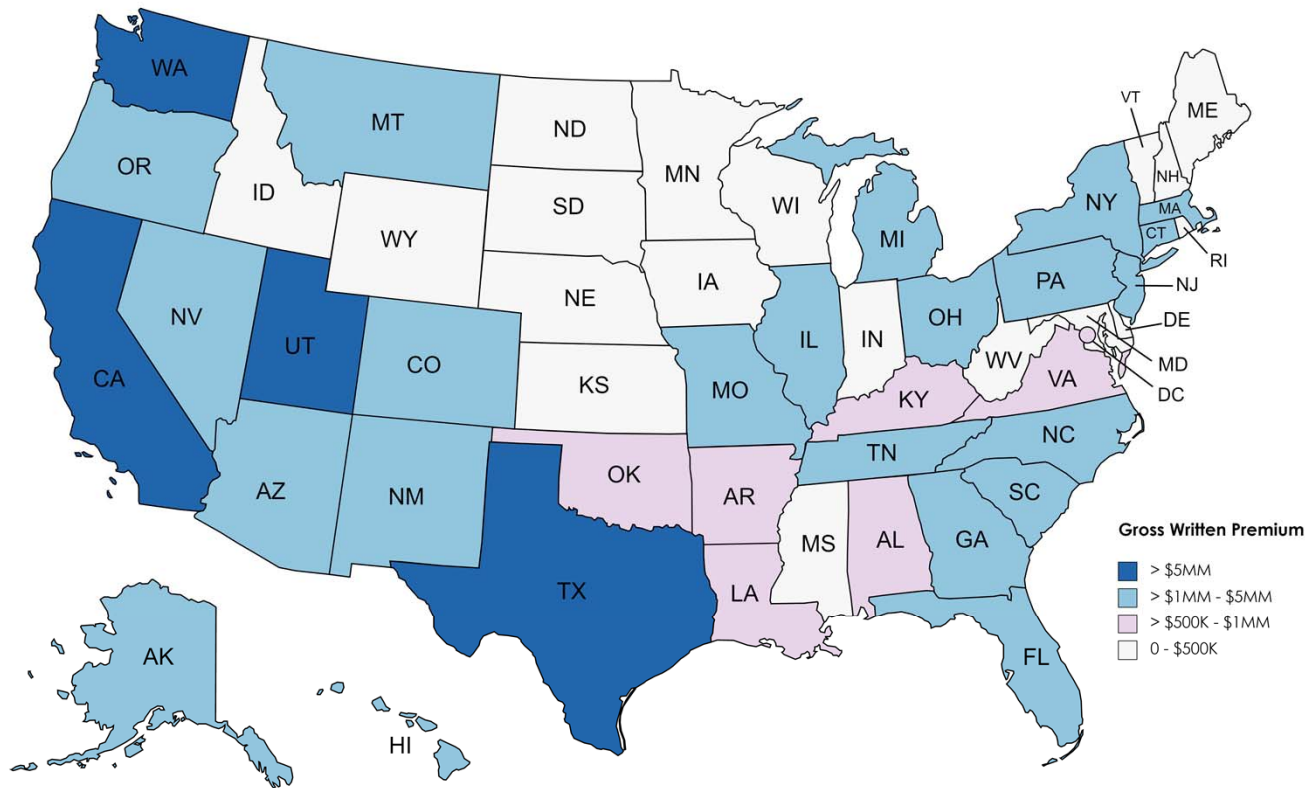 WA
MT
ND
MN
VT
ME
OR
ID
SD
WI
NH
NY
MA
WY
MI
CT
RI
IA
PA
NJ
NE
NV
OH
DE
UT
IL
IN
CA
CO
WV
MD
KS
MO
VA
DC
KY
NC
TN
OK
AZ
NM
AR
SC
MS
AL
GA
Gross Written Premium
TX
LA
> $5MM
> $1MM - $5MM
> $500K - $1MM
0 - $500K
AK
FL
HI